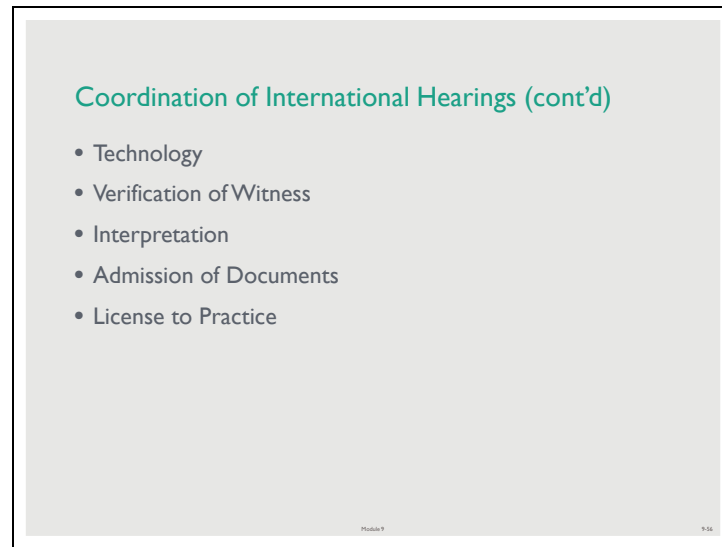 Coordination of International Hearings (cont’d)
• Technology
• Verification of Witness
• Interpretation
• Admission of Documents
• License to Practice
Module 9
9-56